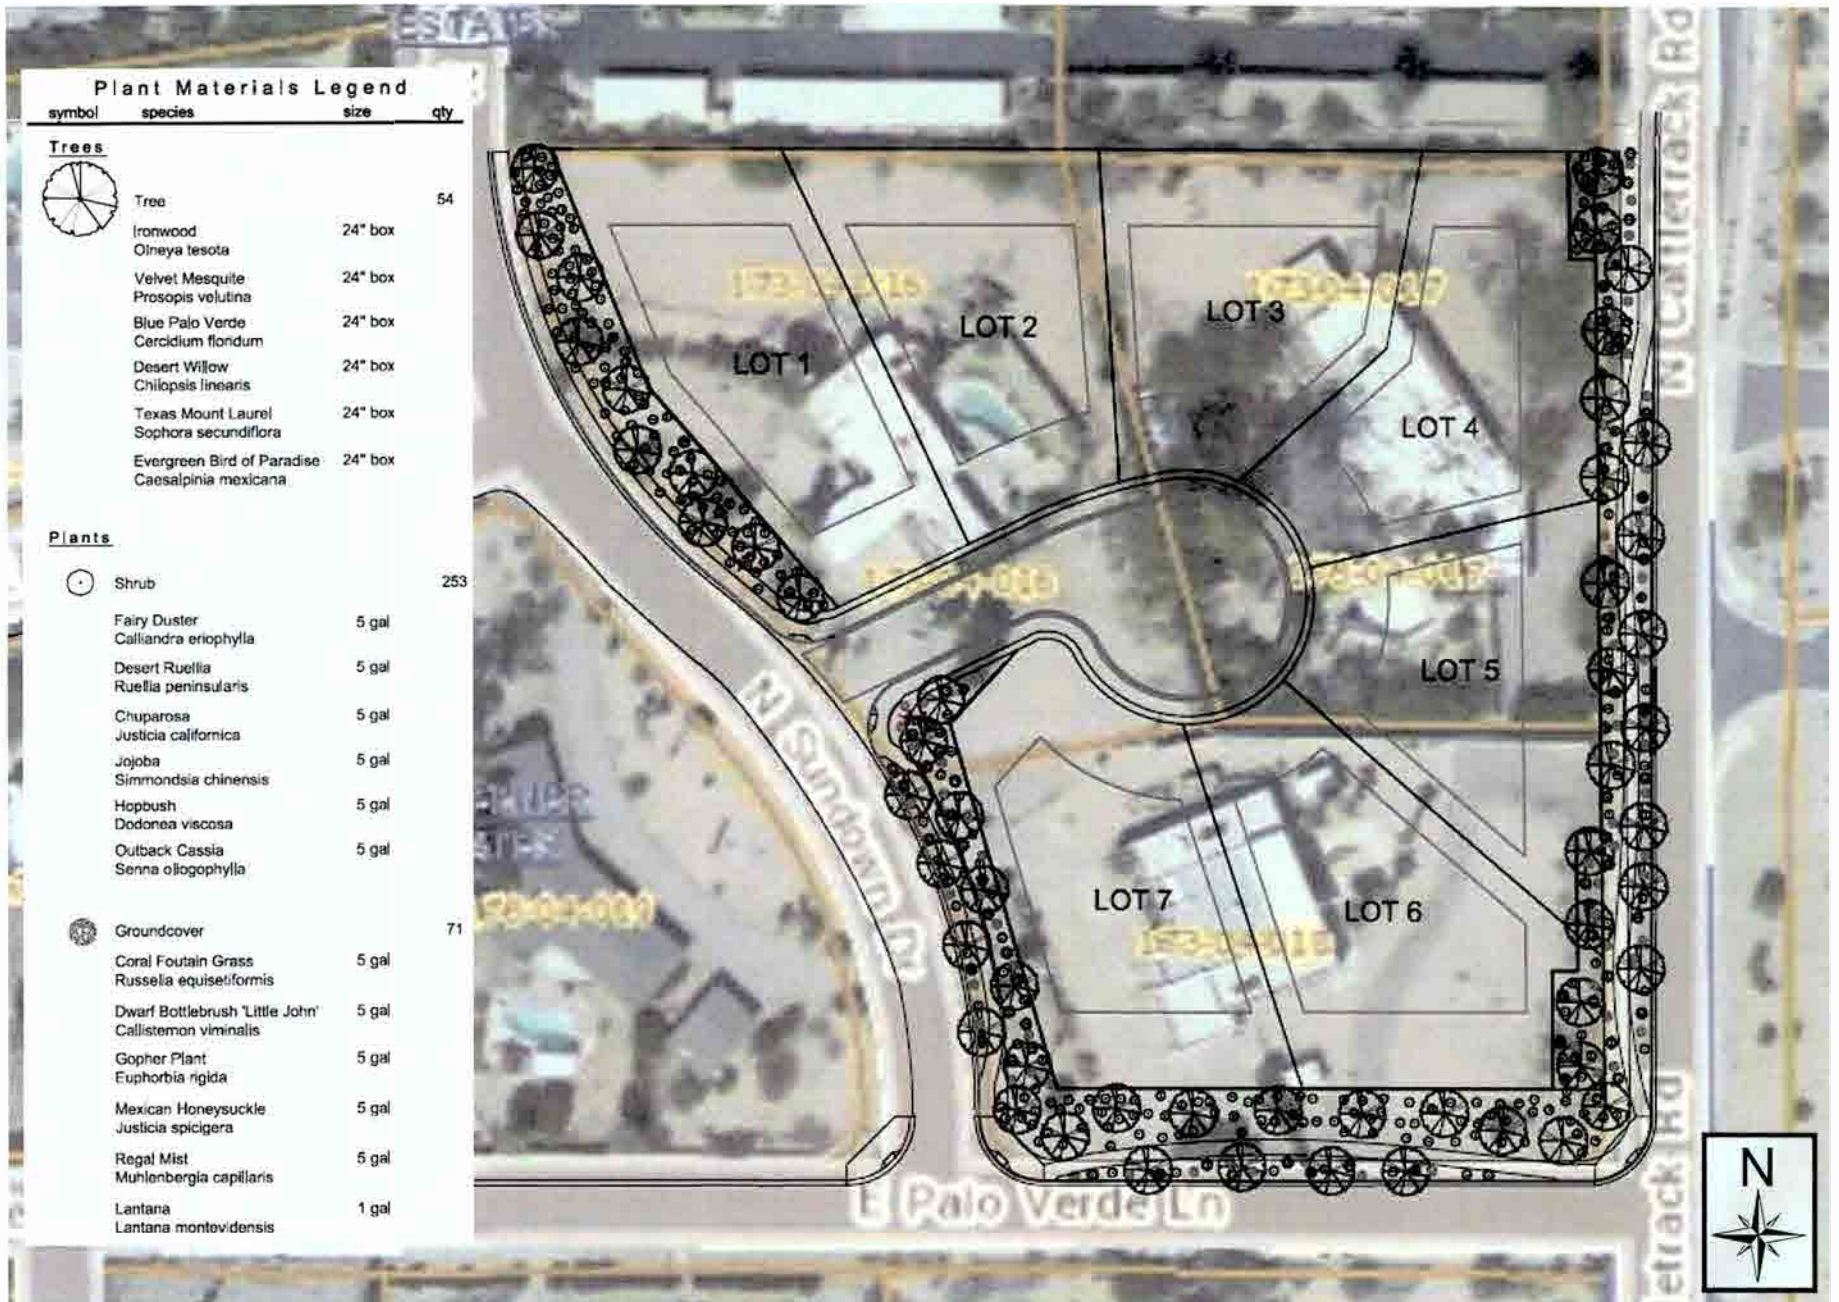 Plant Materials Legend
symbol species size qty
Trees
Tree 54
Ironwood 24" box
Olneya tesota
Velvet Mesquite 24" box
Prosopis velutina
Blue Palo Verde 24" box
Cercidium floridum
Desert Willow 24" box
Chilopsis linearis
Texas Mount Laurel 24" box
Sophora secundiflora
Evergreen Bird of Paradise 24" box
Caesalpinia mexicana
Plants
Shrub 253
Fairy Duster 5 gal
Calliandra eriophylla
Desert Ruellia 5 gal
Ruellia peninsularis
Chuparosa 5 gal
Justicia californica
Jojoba 5 gal
Simmondsia chinensis
Hopbush 5 gal
Dodonea viscosa
Outback Cassia 5 gal
Senna oliogophylla
Groundcover 71
Coral Foutain Grass 5 gal
Russelia equisetiformis
Dwarf Bottlebrush 'Little John' 5 gal
Callistemon viminalis
Gopher Plant 5 gal
Euphorbia rigida
Mexican Honeysuckle 5 gal
Justicia spicigera
Regal Mist 5 gal
Muhlenbergia capillaris
Lantana 1 gal
Lantana montevidensis
LOT 1
LOT 2
LOT 3
LOT 4
LOT 5
LOT 6
LOT 7
N Cattletrack Rd
N Sundown Dr
E Palo Verde Ln
etrack Rd
N